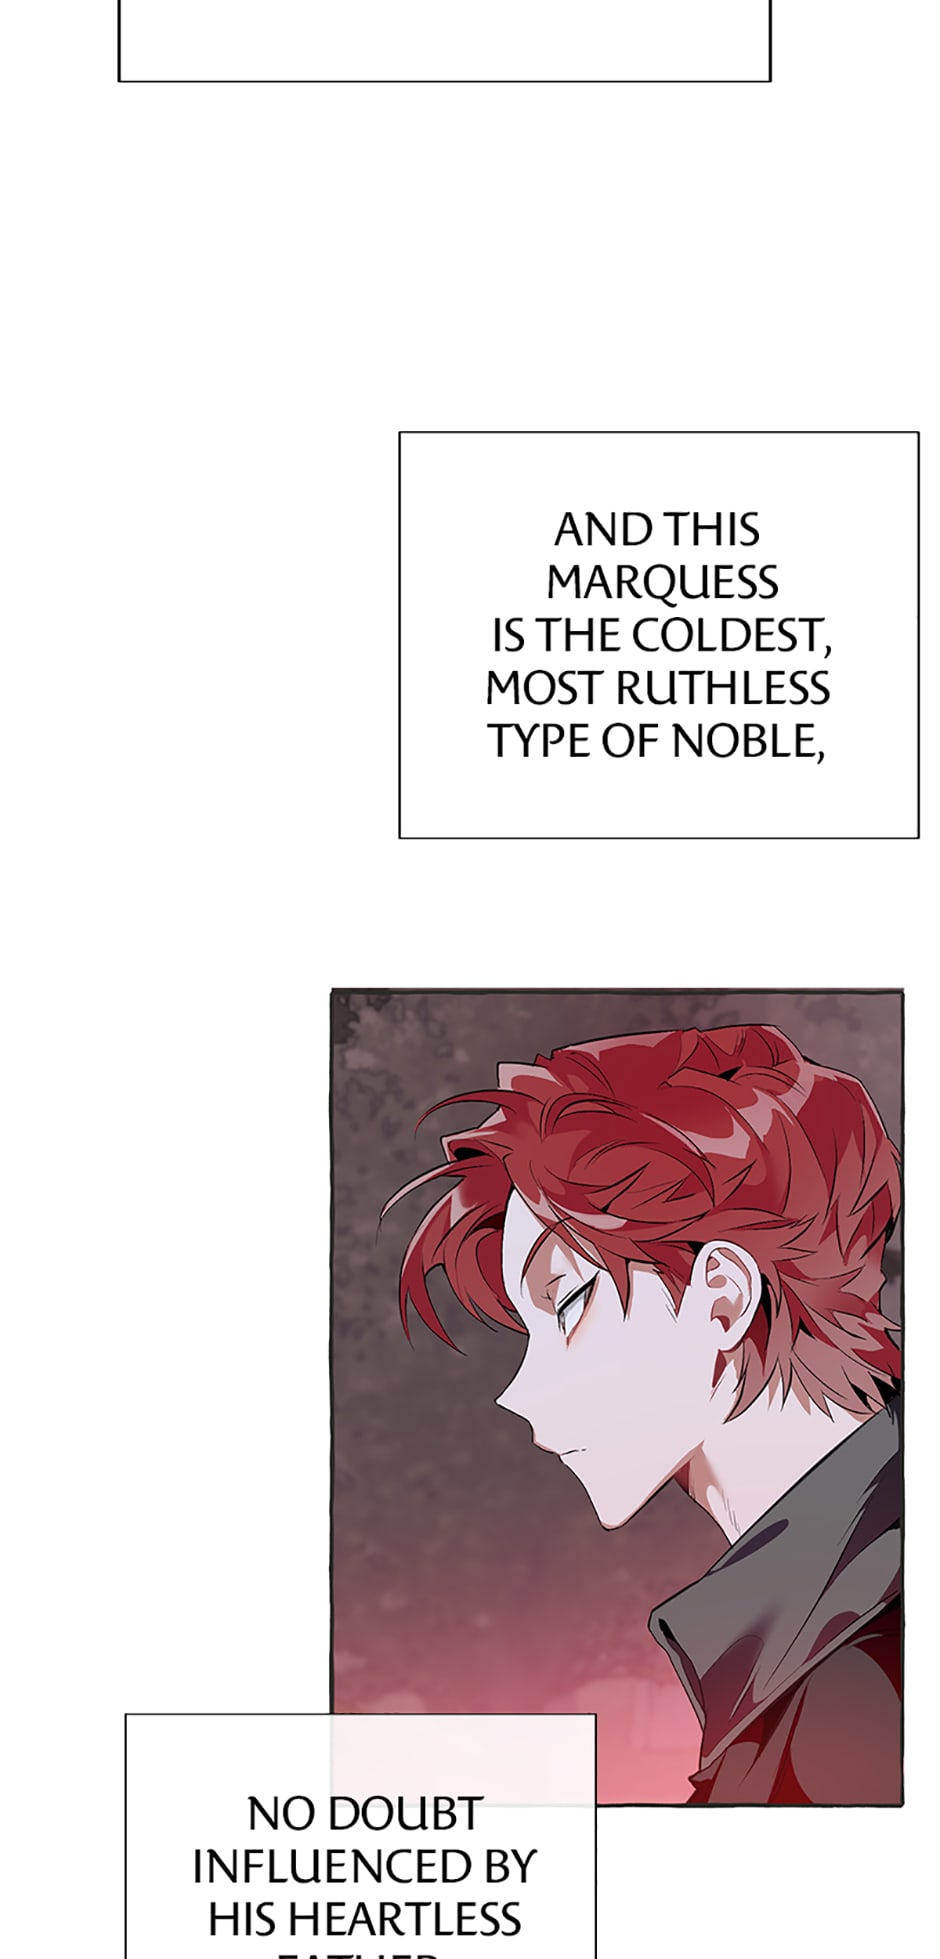 AND THIS
MARQUESS
IS THE COLDEST,
MOST RUTHLESS
TYPE OF NOBLE,
NO DOUBT
INFLUENCED BY
HIS HEARTLESS